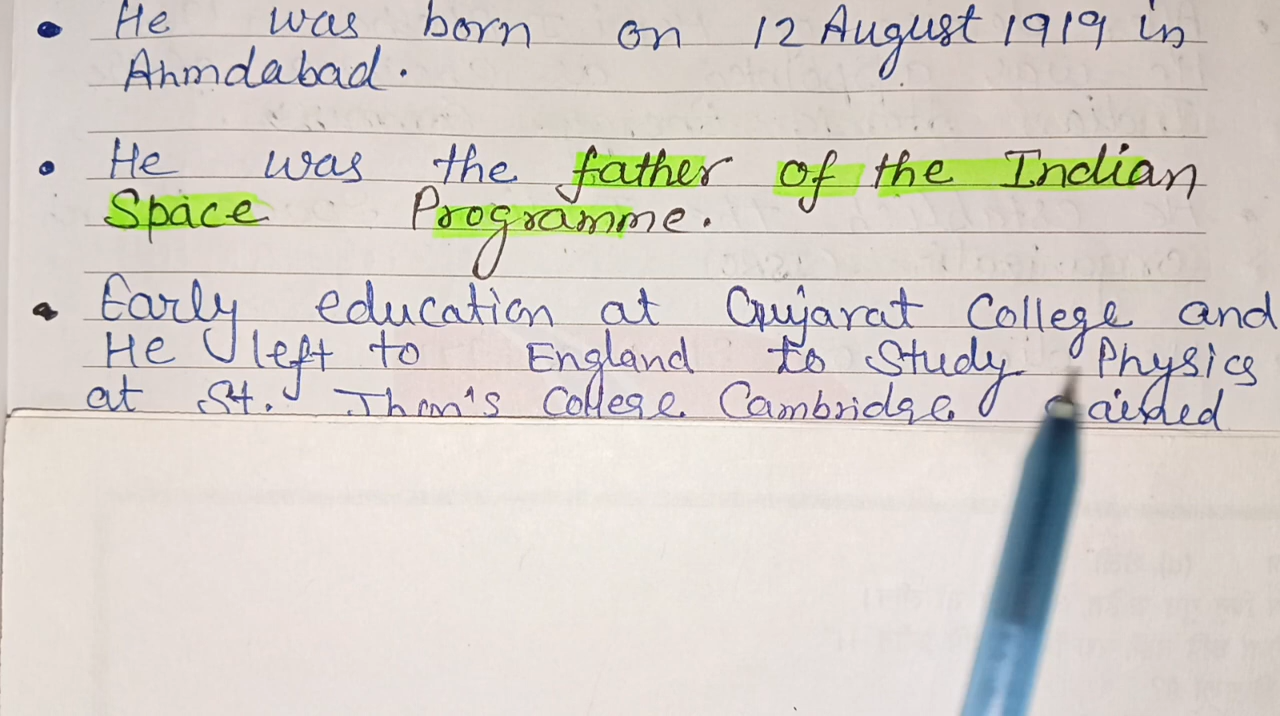 • He was born on 12 August 1919 in
Ahmdabad.
• He was the father of the Indian
Space Programme.
• Early education at Gujarat College and
He left to England to Study Physics
at St. Jhon's College Cambridge